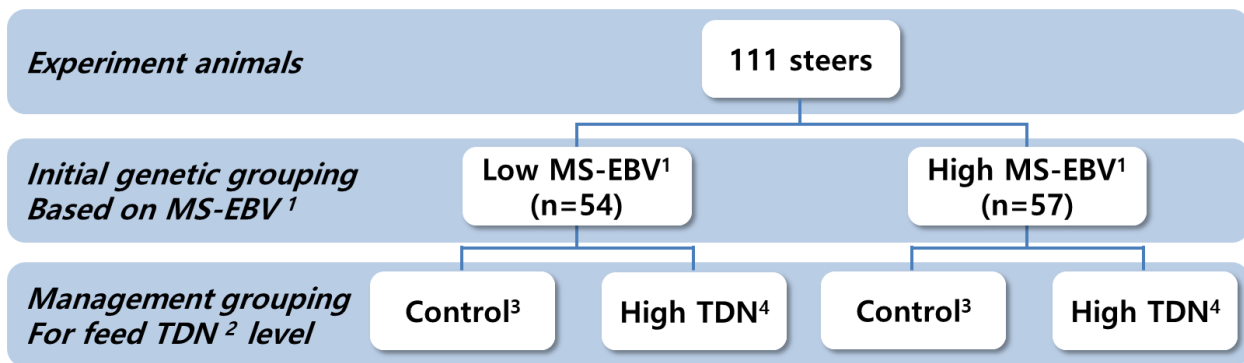 Experiment animals
111 steers
Initial genetic grouping
Based on MS-EBV ¹
Low MS-EBV¹
(n=54)
High MS-EBV¹
(n=57)
Management grouping
For feed TDN ² level
Control³
High TDN⁴
Control³
High TDN⁴